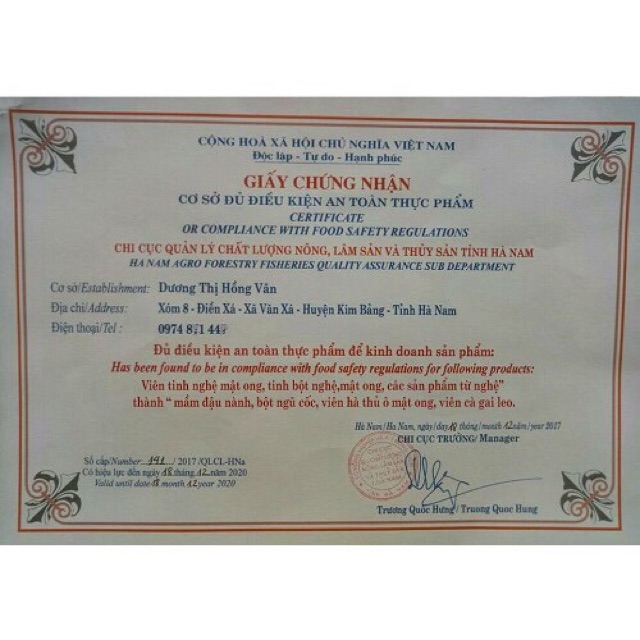 CỘNG HOÀ XÃ HỘI CHỦ NGHĨA VIỆT NAM
Độc lập - Tự do - Hạnh phúc
GIẤY CHỨNG NHẬN
CƠ SỞ ĐỦ ĐIỀU KIỆN AN TOÀN THỰC PHẨM
CERTIFICATE
OR COMPLIANCE WITH FOOD SAFETY REGULATIONS
CHI CỤC QUẢN LÝ CHẤT LƯỢNG NÔNG, LÂM SẢN VÀ THỦY SẢN TỈNH HÀ NAM
HA NAM AGRO FORESTRY FISHERIES QUALITY ASSURANCE SUB DEPARTMENT
Cơ sở/Establishment: Dương Thị Hồng Vân
Địa chỉ/Address: Xóm 8 - Điền Xá - Xã Văn Xá - Huyện Kim Bảng - Tỉnh Hà Nam
Điện thoại/Tel :
Đủ điều kiện an toàn thực phẩm để kinh doanh sản phẩm:
Has been found to be in compliance with food safety regulations for following products:
Viên tinh nghệ mật ong, tinh bột nghệ,mật ong, các sản phẩm từ nghệ"
thành " mầm đậu nành, bột ngũ cốc, viên hà thủ ô mật ong, viên cà gai leo.
Hà Nam/Ha Nam, ngày/day 18 tháng/month 12 năm/year 2017
CHI CỤC TRƯỞNG/ Manager
Số cấp/Number 191 / 2017 /QLCL-HNa
Có hiệu lực đến ngày 18 tháng 12 năm 2020
Valid until date 18 month 12 year 2020
Trương Quốc Hưng / Truong Quoc Hung